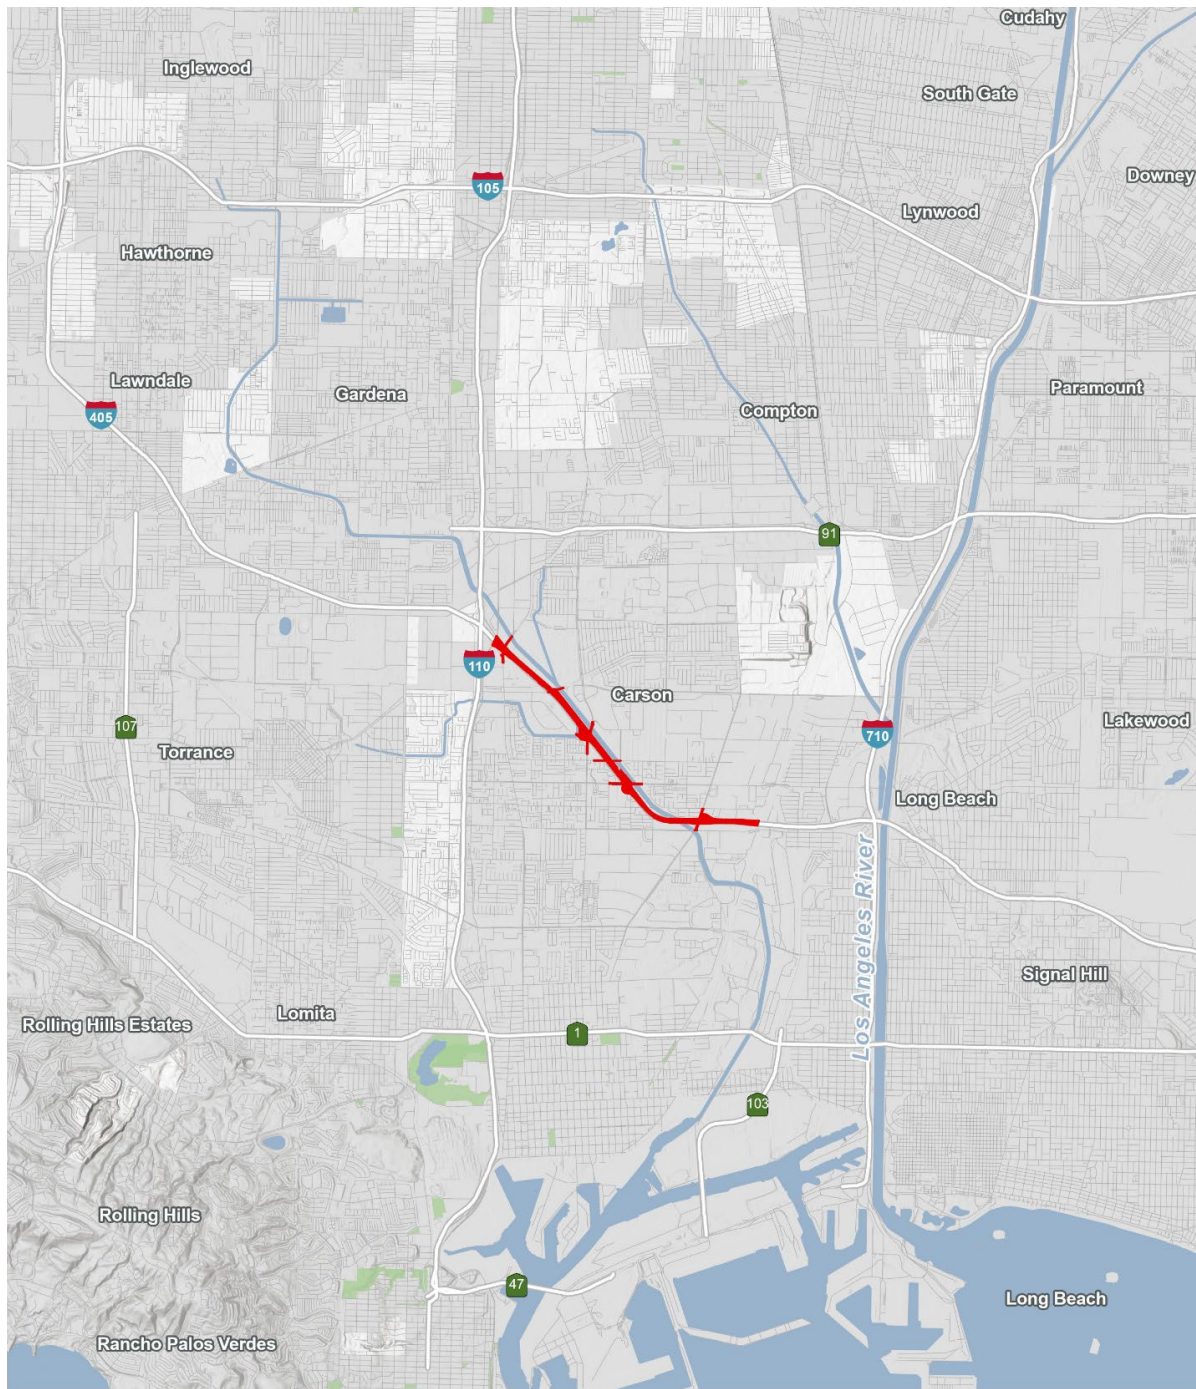 Cudahy
Inglewood
South Gate
Downey
105
Lynwood
Hawthorne
Lawndale
Gardena
Paramount
405
Compton
91
110
Carson
107
Torrance
Lakewood
710
Long Beach
Los Angeles River
Signal Hill
Lomita
Rolling Hills Estates
1
103
Rolling Hills
47
Long Beach
Rancho Palos Verdes